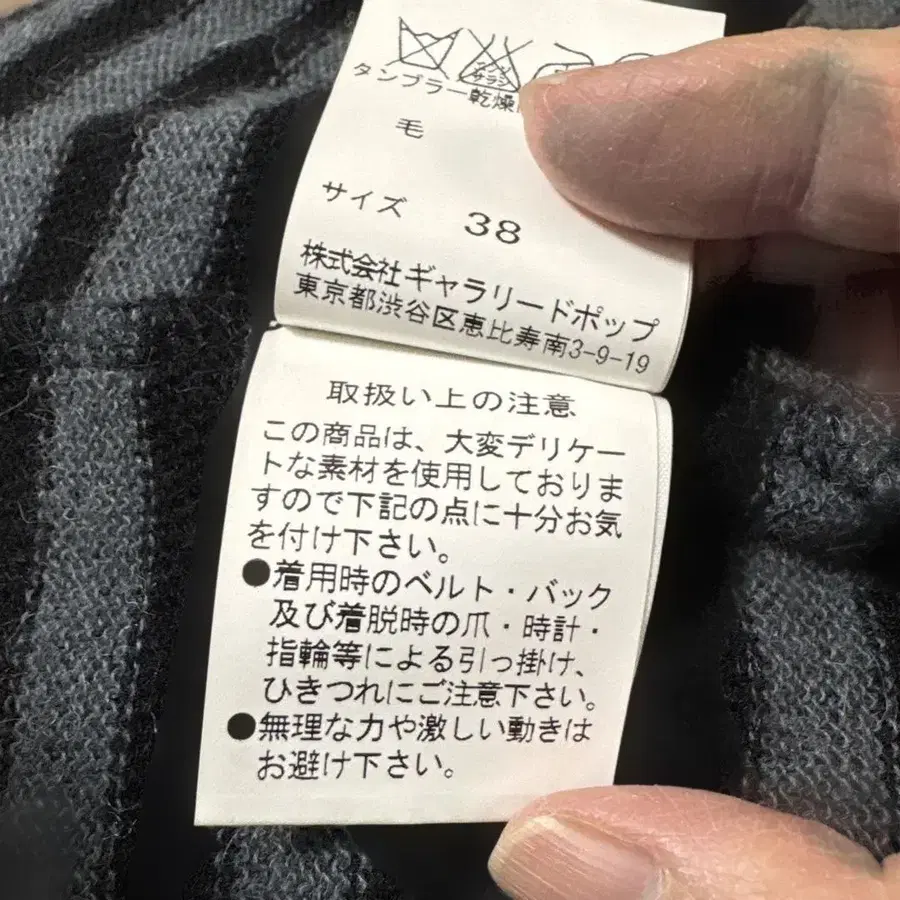 サラシ
タンブラー乾燥
毛
サイズ 38
株式会社ギャラリードポップ
東京都渋谷区恵比寿南3-9-19
取扱い上の注意
この商品は、大変デリケー
トな素材を使用しておりま
すので下記の点に十分お気
を付け下さい。
●着用時のベルト・バック
及び着脱時の爪・時計・
指輪等による引っ掛け、
ひきつれにご注意下さい。
●無理な力や激しい動きは
お避け下さい。